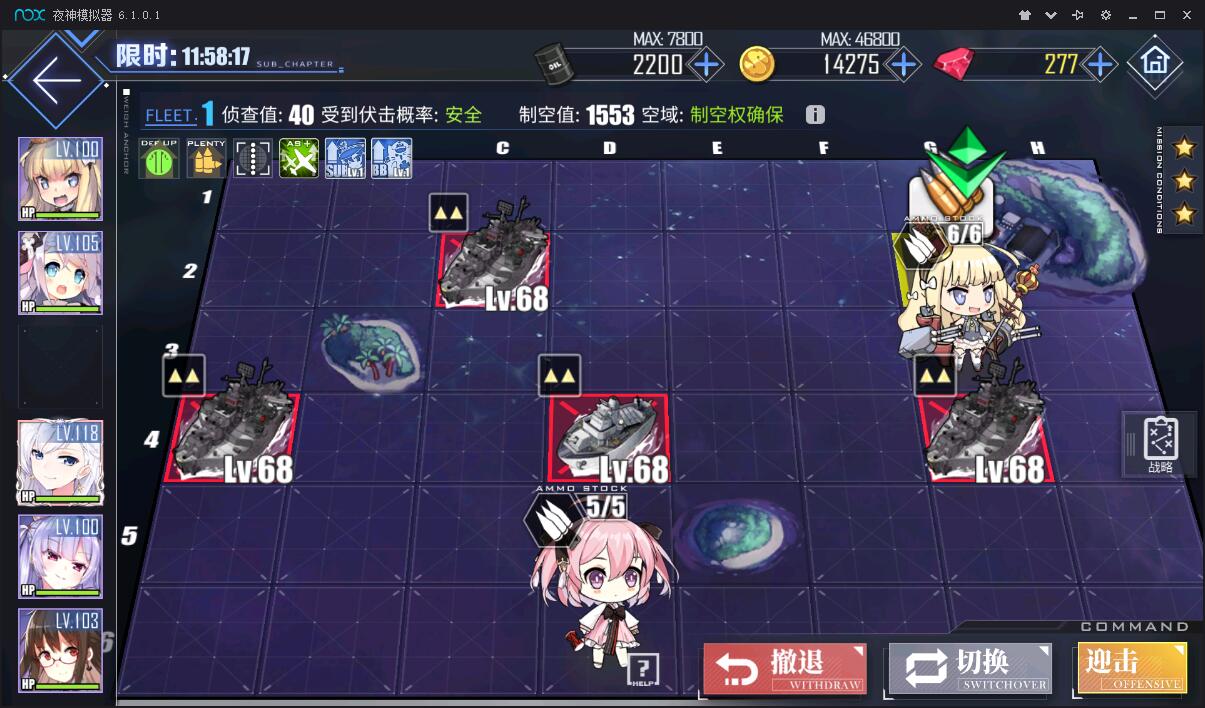 nox 夜神模拟器 6.1.0.1
限时: 11:58:17 SUB_CHAPTER
OIL
MAX: 7800
2200
MAX: 46800
14275
277
WEIGH ANCHOR
FLEET. 1 侦查值: 40 受到伏击概率: 安全 制空值: 1553 空域: 制空权确保 i
DEF UP
PLENTY
AS+
SUB LV.1
BB LV.1
C D E F G H
1
2
3
4
5
6
MISSION CONDITIONS
LV.100
HP
LV.105
HP
LV.118
HP
LV.100
HP
LV.103
HP
AMMO STOCK
6/6
Lv.68
Lv.68
Lv.68
Lv.68
AMMO STOCK
5/5
战略
?
HELP
COMMAND
撤退
WITHDRAW
切换
SWITCHOVER
迎击
OFFENSIVE